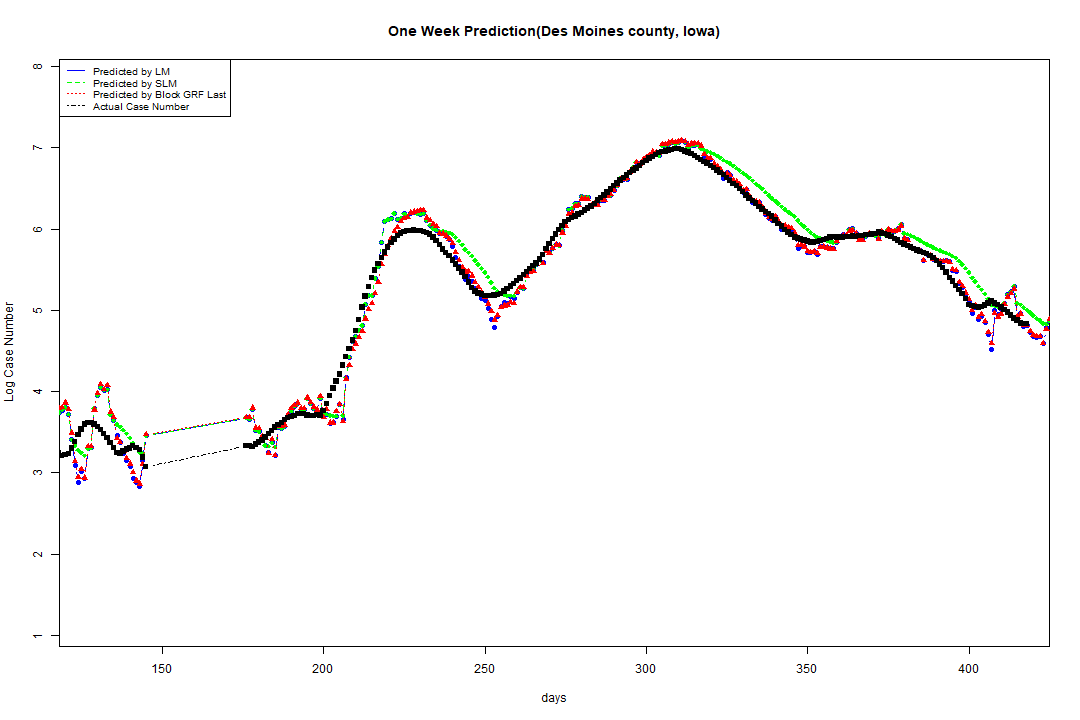 One Week Prediction(Des Moines county, Iowa)
Predicted by LM
Predicted by SLM
Predicted by Block GRF Last
Actual Case Number
Log Case Number
8
7
6
5
4
3
2
1
150 200 250 300 350 400
days